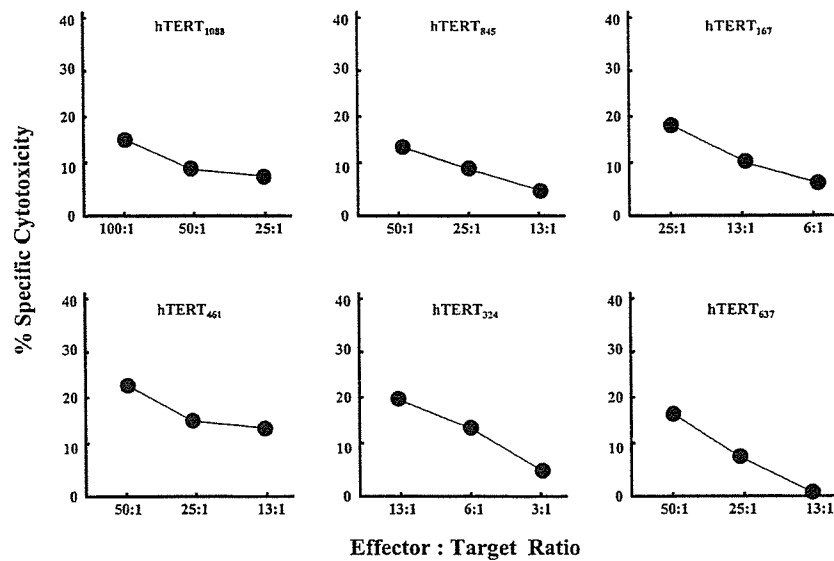 hTERT1088
hTERT845
hTERT167
40
30
20
10
0
40
30
20
10
0
40
30
20
10
0
100:1 50:1 25:1
50:1 25:1 13:1
25:1 13:1 6:1
% Specific Cytotoxicity
hTERT461
hTERT324
hTERT637
40
30
20
10
0
40
30
20
10
0
40
30
20
10
0
50:1 25:1 13:1
13:1 6:1 3:1
50:1 25:1 13:1
Effector : Target Ratio